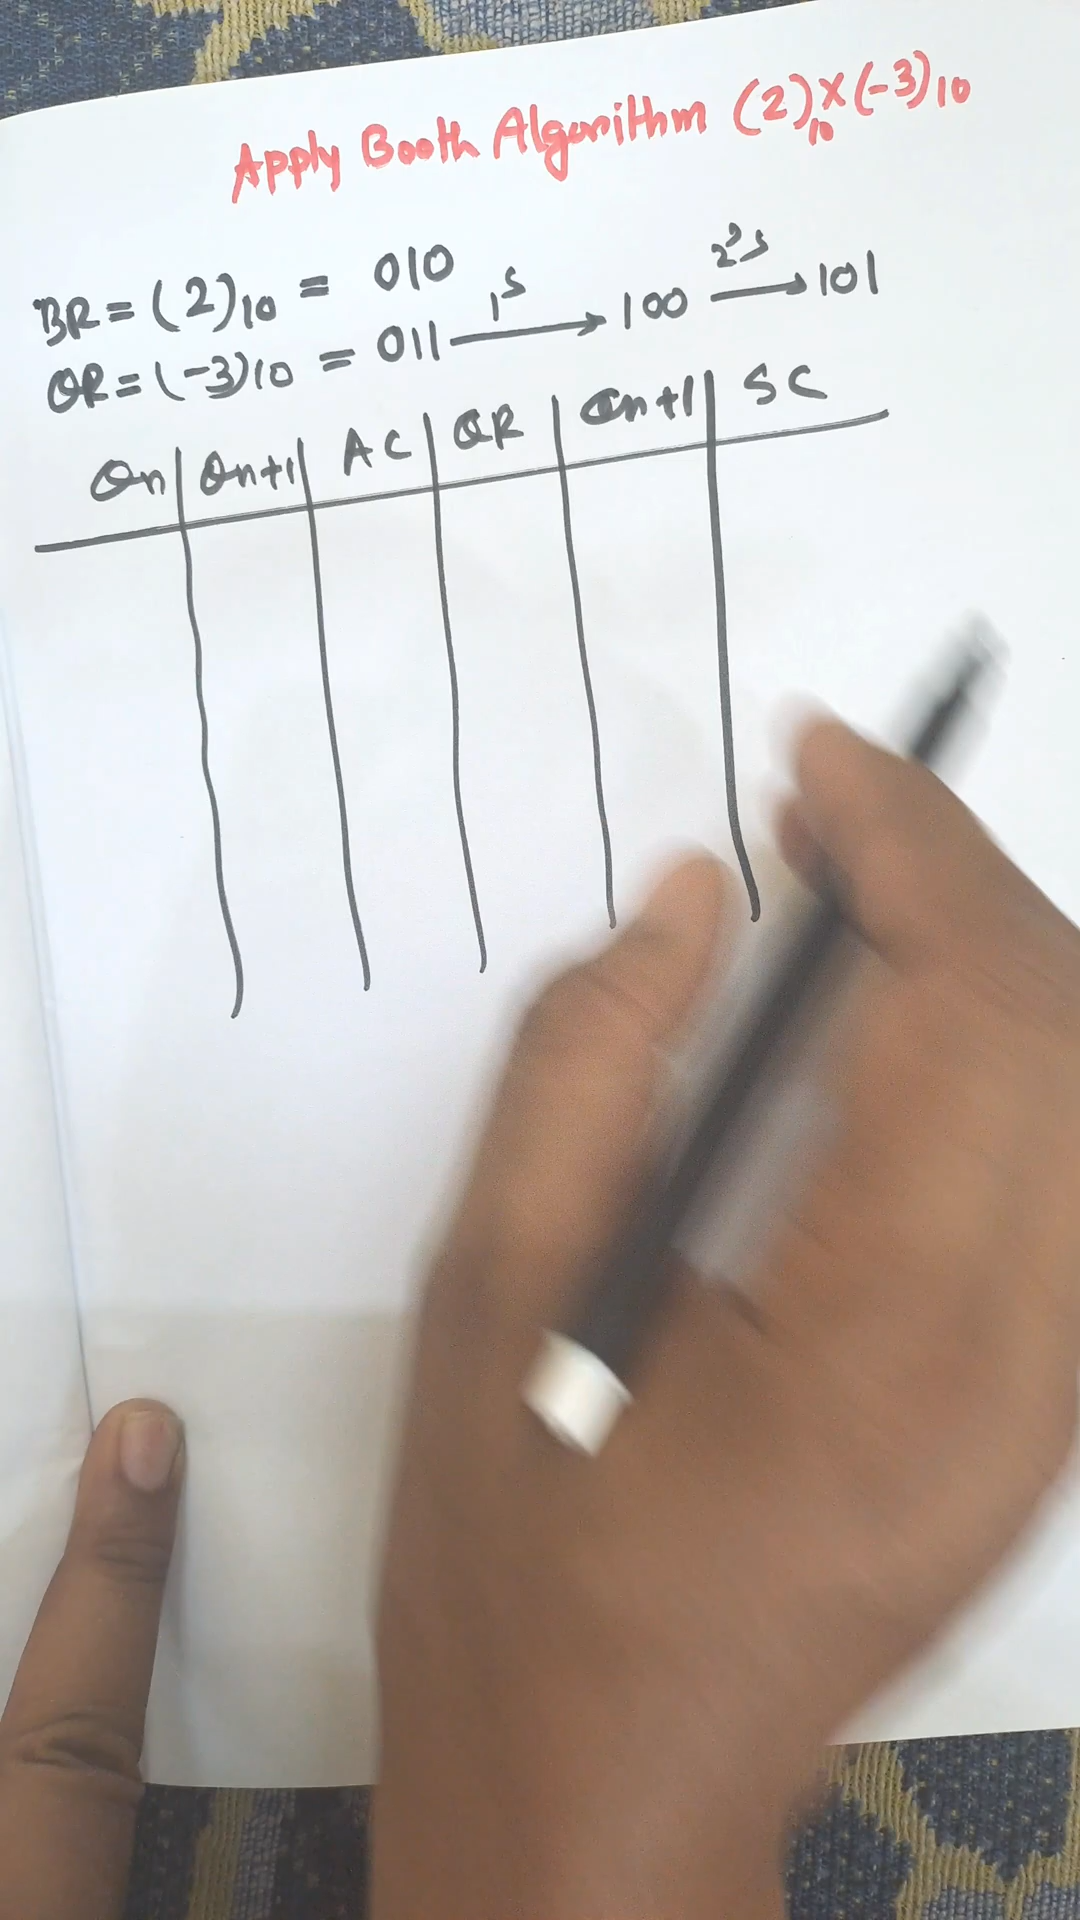 Apply Booth Algorithm (2)10 X (-3)10
BR = (2)10 = 010
QR = (-3)10 = 011 1's → 100 2's → 101
Qn Qn+1 AC QR Qn+1 SC